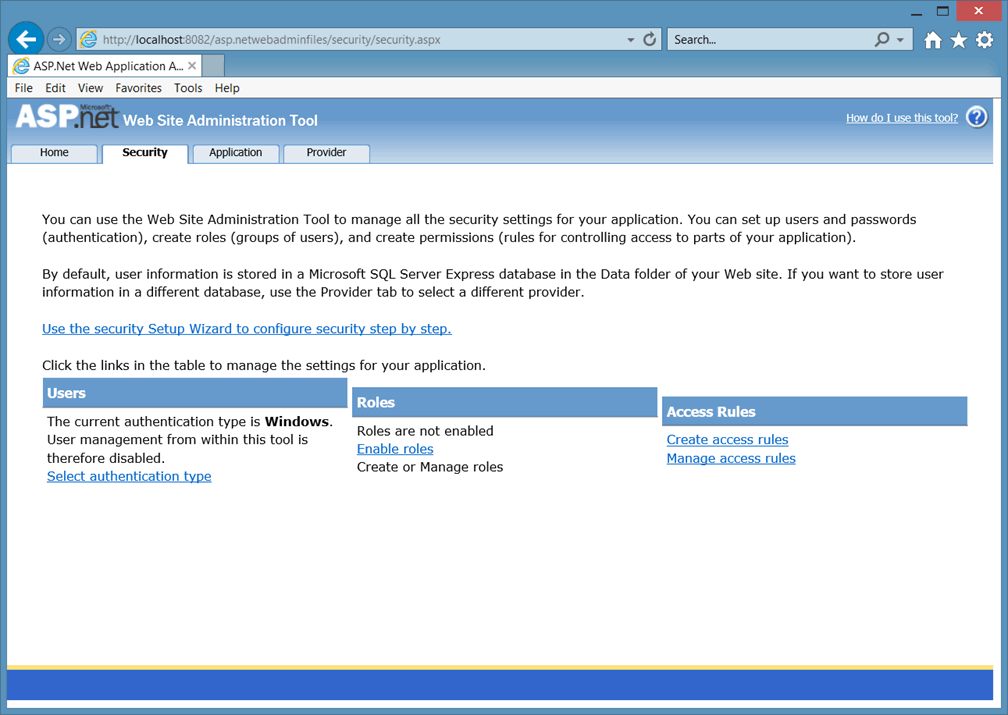 http://localhost:8082/asp.netwebadminfiles/security/security.aspx
Search...
ASP.Net Web Application A...
File Edit View Favorites Tools Help
Microsoft
ASP.net Web Site Administration Tool
How do I use this tool? ?
Home Security Application Provider
You can use the Web Site Administration Tool to manage all the security settings for your application. You can set up users and passwords
(authentication), create roles (groups of users), and create permissions (rules for controlling access to parts of your application).
By default, user information is stored in a Microsoft SQL Server Express database in the Data folder of your Web site. If you want to store user
information in a different database, use the Provider tab to select a different provider.
Use the security Setup Wizard to configure security step by step.
Click the links in the table to manage the settings for your application.
Users
The current authentication type is Windows.
User management from within this tool is
therefore disabled.
Select authentication type
Roles
Roles are not enabled
Enable roles
Create or Manage roles
Access Rules
Create access rules
Manage access rules